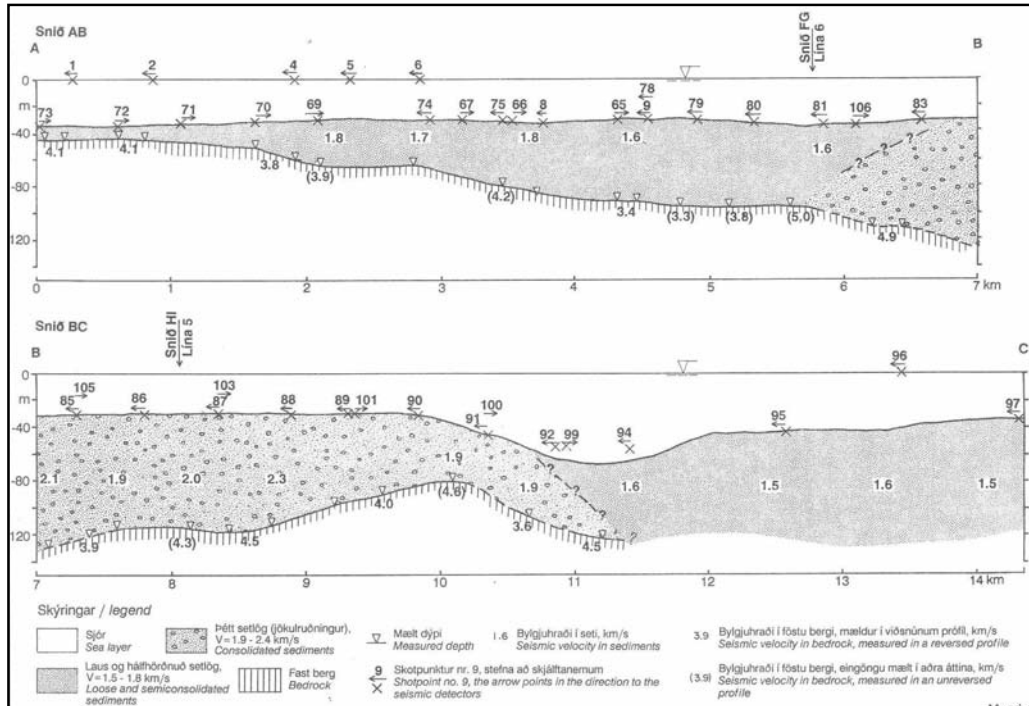 Snið AB
Snið FG
Lína 6
A
B
1 2 4 5 6
0
m
-40
-80
120
73 72 71 70 69 74 67 75 66 8 65 78 9 79 80 81 106 83
1.8 1.7 1.8 1.6 1.6
4.1 4.1 3.8 (3.9) (4.2) 3.4 (3.3) (3.8) (5.0) 4.9
? ? ?
0 1 2 3 4 5 6 7 km
Snið BC
Snið HI
Lína 5
B
C
96
0
m
-40
-80
120
105 85 86 103 87 88 89 101 90 100 91 92 99 94 95 97
2.1 1.9 2.0 2.3 1.9 1.9 1.6 1.5 1.6 1.5
3.9 (4.3) 4.5 4.0 (4.6) 3.6 4.5
? ? ? ?
7 8 9 10 11 12 13 14 km
Skýringar / legend
Sjór
Sea layer
Þétt setlög (jökulruðningur),
V=1.9 - 2.4 km/s
Consolidated sediments
Mælt dýpi
Measured depth
1.6 Bylgjuhraði í seti, km/s
Seismic velocity in sediments
3.9 Bylgjuhraði í föstu bergi, mældur í viðsnúnum prófíl, km/s
Seismic velocity in bedrock, measured in a reversed profile
Laus og hálfhörðnuð setlög,
V=1.5 - 1.8 km/s
Loose and semiconsolidated
sediments
Fast berg
Bedrock
9 Skotpunktur nr. 9, stefna að skjálftanemum
Shotpoint no. 9, the arrow points in the direction to the
seismic detectors
(3.9) Bylgjuhraði í föstu bergi, eingöngu mælt í aðra áttina, km/s
Seismic velocity in bedrock, measured in an unreversed
profile